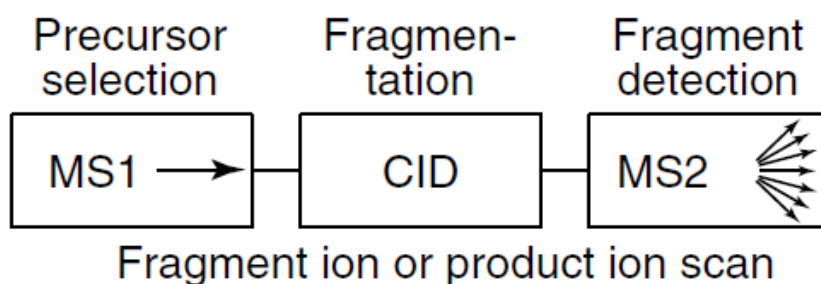 Precursor
selection
Fragmen-
tation
Fragment
detection
MS1
CID
MS2
Fragment ion or product ion scan